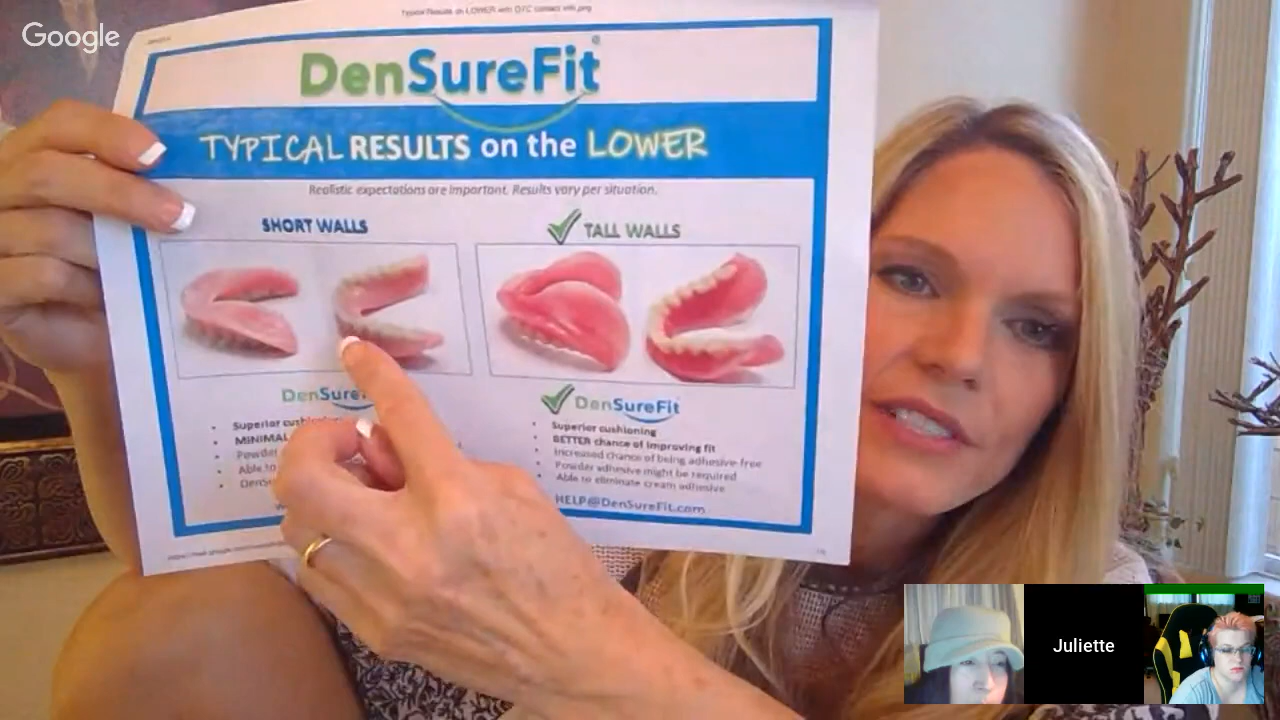 Google
Typical Results on LOWER with DTC contact info.png
DenSureFit
TYPICAL RESULTS on the LOWER
Realistic expectations are important. Results vary per situation.
SHORT WALLS
TALL WALLS
DenSure
• Superior
• MINIMAL
• Powder
• Able to
DenSureFit
• Superior cushioning
• BETTER chance of improving fit
• Increased chance of being adhesive-free
• Powder adhesive might be required
• Able to eliminate cream adhesive
HELP@DenSureFit.com
Juliette